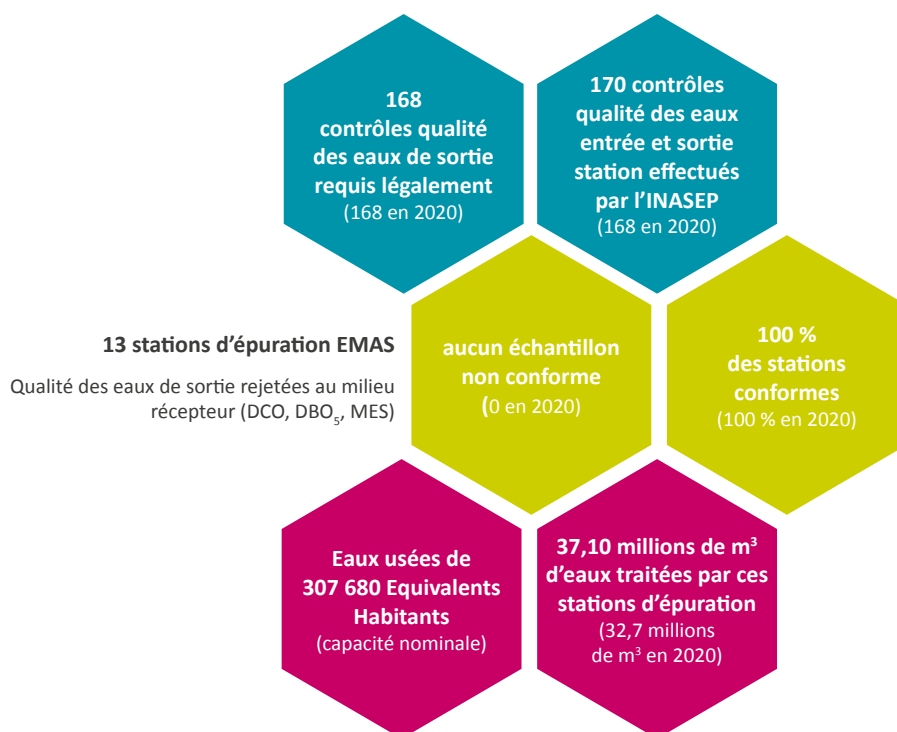 168
contrôles qualité
des eaux de sortie
requis légalement
(168 en 2020)
170 contrôles
qualité des eaux
entrée et sortie
station effectués
par l'INASEP
(168 en 2020)
13 stations d'épuration EMAS
Qualité des eaux de sortie rejetées au milieu
récepteur (DCO, DBO₅, MES)
aucun échantillon
non conforme
(0 en 2020)
100 %
des stations
conformes
(100 % en 2020)
Eaux usées de
307 680 Equivalents
Habitants
(capacité nominale)
37,10 millions de m³
d'eaux traitées par ces
stations d'épuration
(32,7 millions
de m³ en 2020)